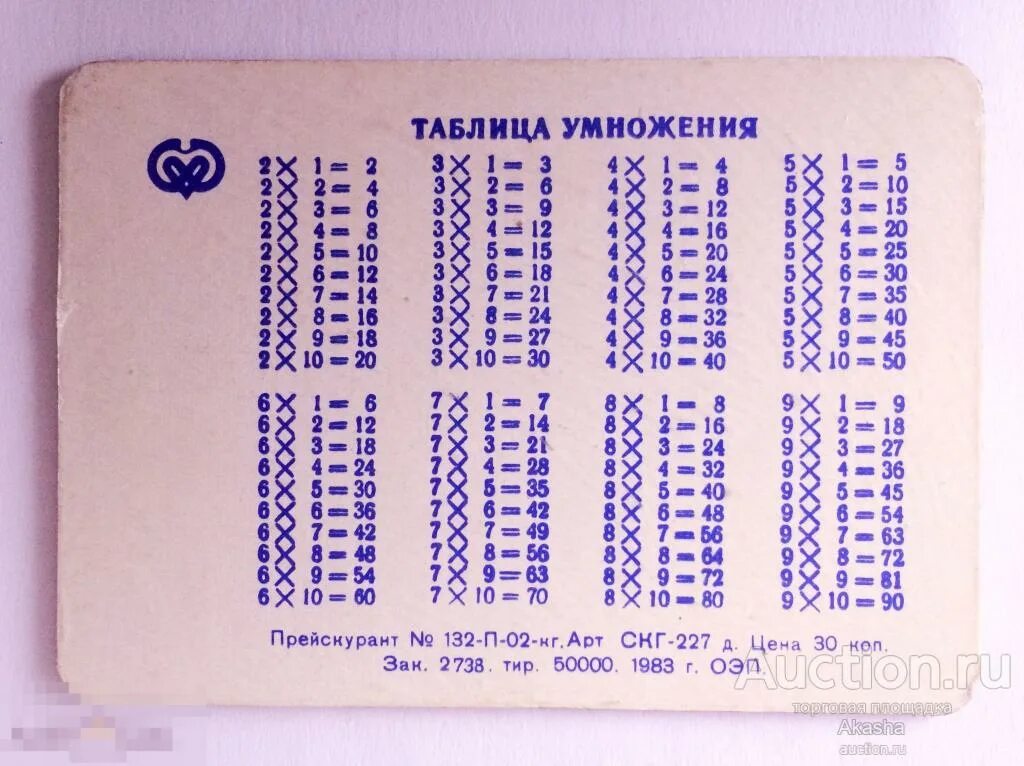 ТАБЛИЦА УМНОЖЕНИЯ
2 X 1 = 2 3 X 1 = 3 4 X 1 = 4 5 X 1 = 5
2 X 2 = 4 3 X 2 = 6 4 X 2 = 8 5 X 2 = 10
2 X 3 = 6 3 X 3 = 9 4 X 3 = 12 5 X 3 = 15
2 X 4 = 8 3 X 4 = 12 4 X 4 = 16 5 X 4 = 20
2 X 5 = 10 3 X 5 = 15 4 X 5 = 20 5 X 5 = 25
2 X 6 = 12 3 X 6 = 18 4 X 6 = 24 5 X 6 = 30
2 X 7 = 14 3 X 7 = 21 4 X 7 = 28 5 X 7 = 35
2 X 8 = 16 3 X 8 = 24 4 X 8 = 32 5 X 8 = 40
2 X 9 = 18 3 X 9 = 27 4 X 9 = 36 5 X 9 = 45
2 X 10 = 20 3 X 10 = 30 4 X 10 = 40 5 X 10 = 50
6 X 1 = 6 7 X 1 = 7 8 X 1 = 8 9 X 1 = 9
6 X 2 = 12 7 X 2 = 14 8 X 2 = 16 9 X 2 = 18
6 X 3 = 18 7 X 3 = 21 8 X 3 = 24 9 X 3 = 27
6 X 4 = 24 7 X 4 = 28 8 X 4 = 32 9 X 4 = 36
6 X 5 = 30 7 X 5 = 35 8 X 5 = 40 9 X 5 = 45
6 X 6 = 36 7 X 6 = 42 8 X 6 = 48 9 X 6 = 54
6 X 7 = 42 7 X 7 = 49 8 X 7 = 56 9 X 7 = 63
6 X 8 = 48 7 X 8 = 56 8 X 8 = 64 9 X 8 = 72
6 X 9 = 54 7 X 9 = 63 8 X 9 = 72 9 X 9 = 81
6 X 10 = 60 7 X 10 = 70 8 X 10 = 80 9 X 10 = 90
Прейскурант № 132-П-02-кг. Арт СКГ-227 д. Цена 30 коп.
Зак. 2738. тир. 50000. 1983 г. ОЭП.
Auction.ru
торговая площадка
Akasha
auction.ru